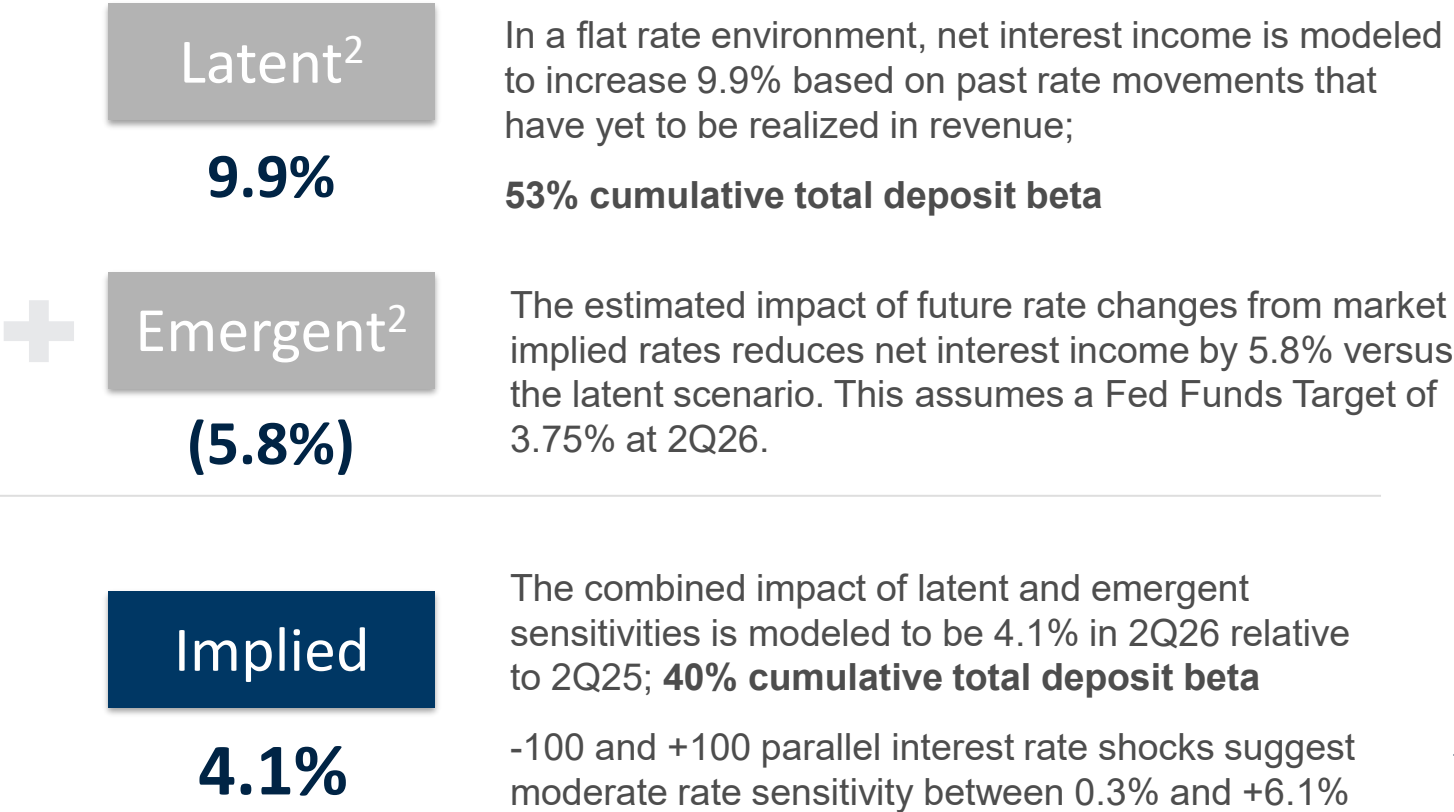 Latent2
9.9%
In a flat rate environment, net interest income is modeled
to increase 9.9% based on past rate movements that
have yet to be realized in revenue;
53% cumulative total deposit beta
Emergent2
(5.8%)
The estimated impact of future rate changes from market
implied rates reduces net interest income by 5.8% versus
the latent scenario. This assumes a Fed Funds Target of
3.75% at 2Q26.
Implied
4.1%
The combined impact of latent and emergent
sensitivities is modeled to be 4.1% in 2Q26 relative
to 2Q25; 40% cumulative total deposit beta
-100 and +100 parallel interest rate shocks suggest
moderate rate sensitivity between 0.3% and +6.1%